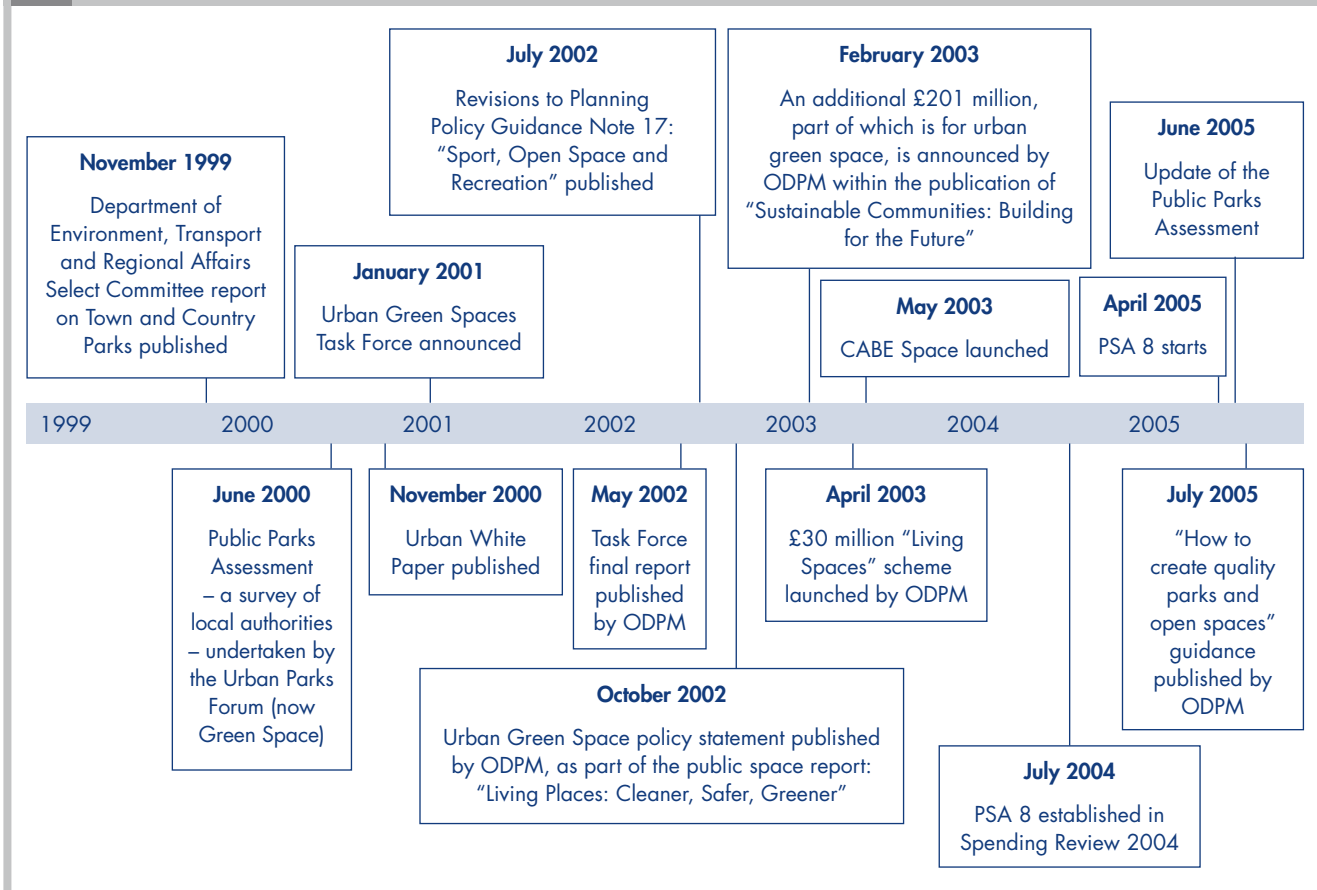 November 1999
Department of
Environment, Transport
and Regional Affairs
Select Committee report
on Town and Country
Parks published
January 2001
Urban Green Spaces
Task Force announced
July 2002
Revisions to Planning
Policy Guidance Note 17:
“Sport, Open Space and
Recreation” published
February 2003
An additional £201 million,
part of which is for urban
green space, is announced by
ODPM within the publication of
“Sustainable Communities: Building
for the Future”
May 2003
CABE Space launched
April 2005
PSA 8 starts
June 2005
Update of the
Public Parks
Assessment
1999 2000 2001 2002 2003 2004 2005
June 2000
Public Parks
Assessment
– a survey of
local authorities
– undertaken by
the Urban Parks
Forum (now
Green Space)
November 2000
Urban White
Paper published
May 2002
Task Force
final report
published
by ODPM
October 2002
Urban Green Space policy statement published
by ODPM, as part of the public space report:
“Living Places: Cleaner, Safer, Greener”
April 2003
£30 million “Living
Spaces” scheme
launched by ODPM
July 2004
PSA 8 established in
Spending Review 2004
July 2005
“How to
create quality
parks and
open spaces”
guidance
published by
ODPM